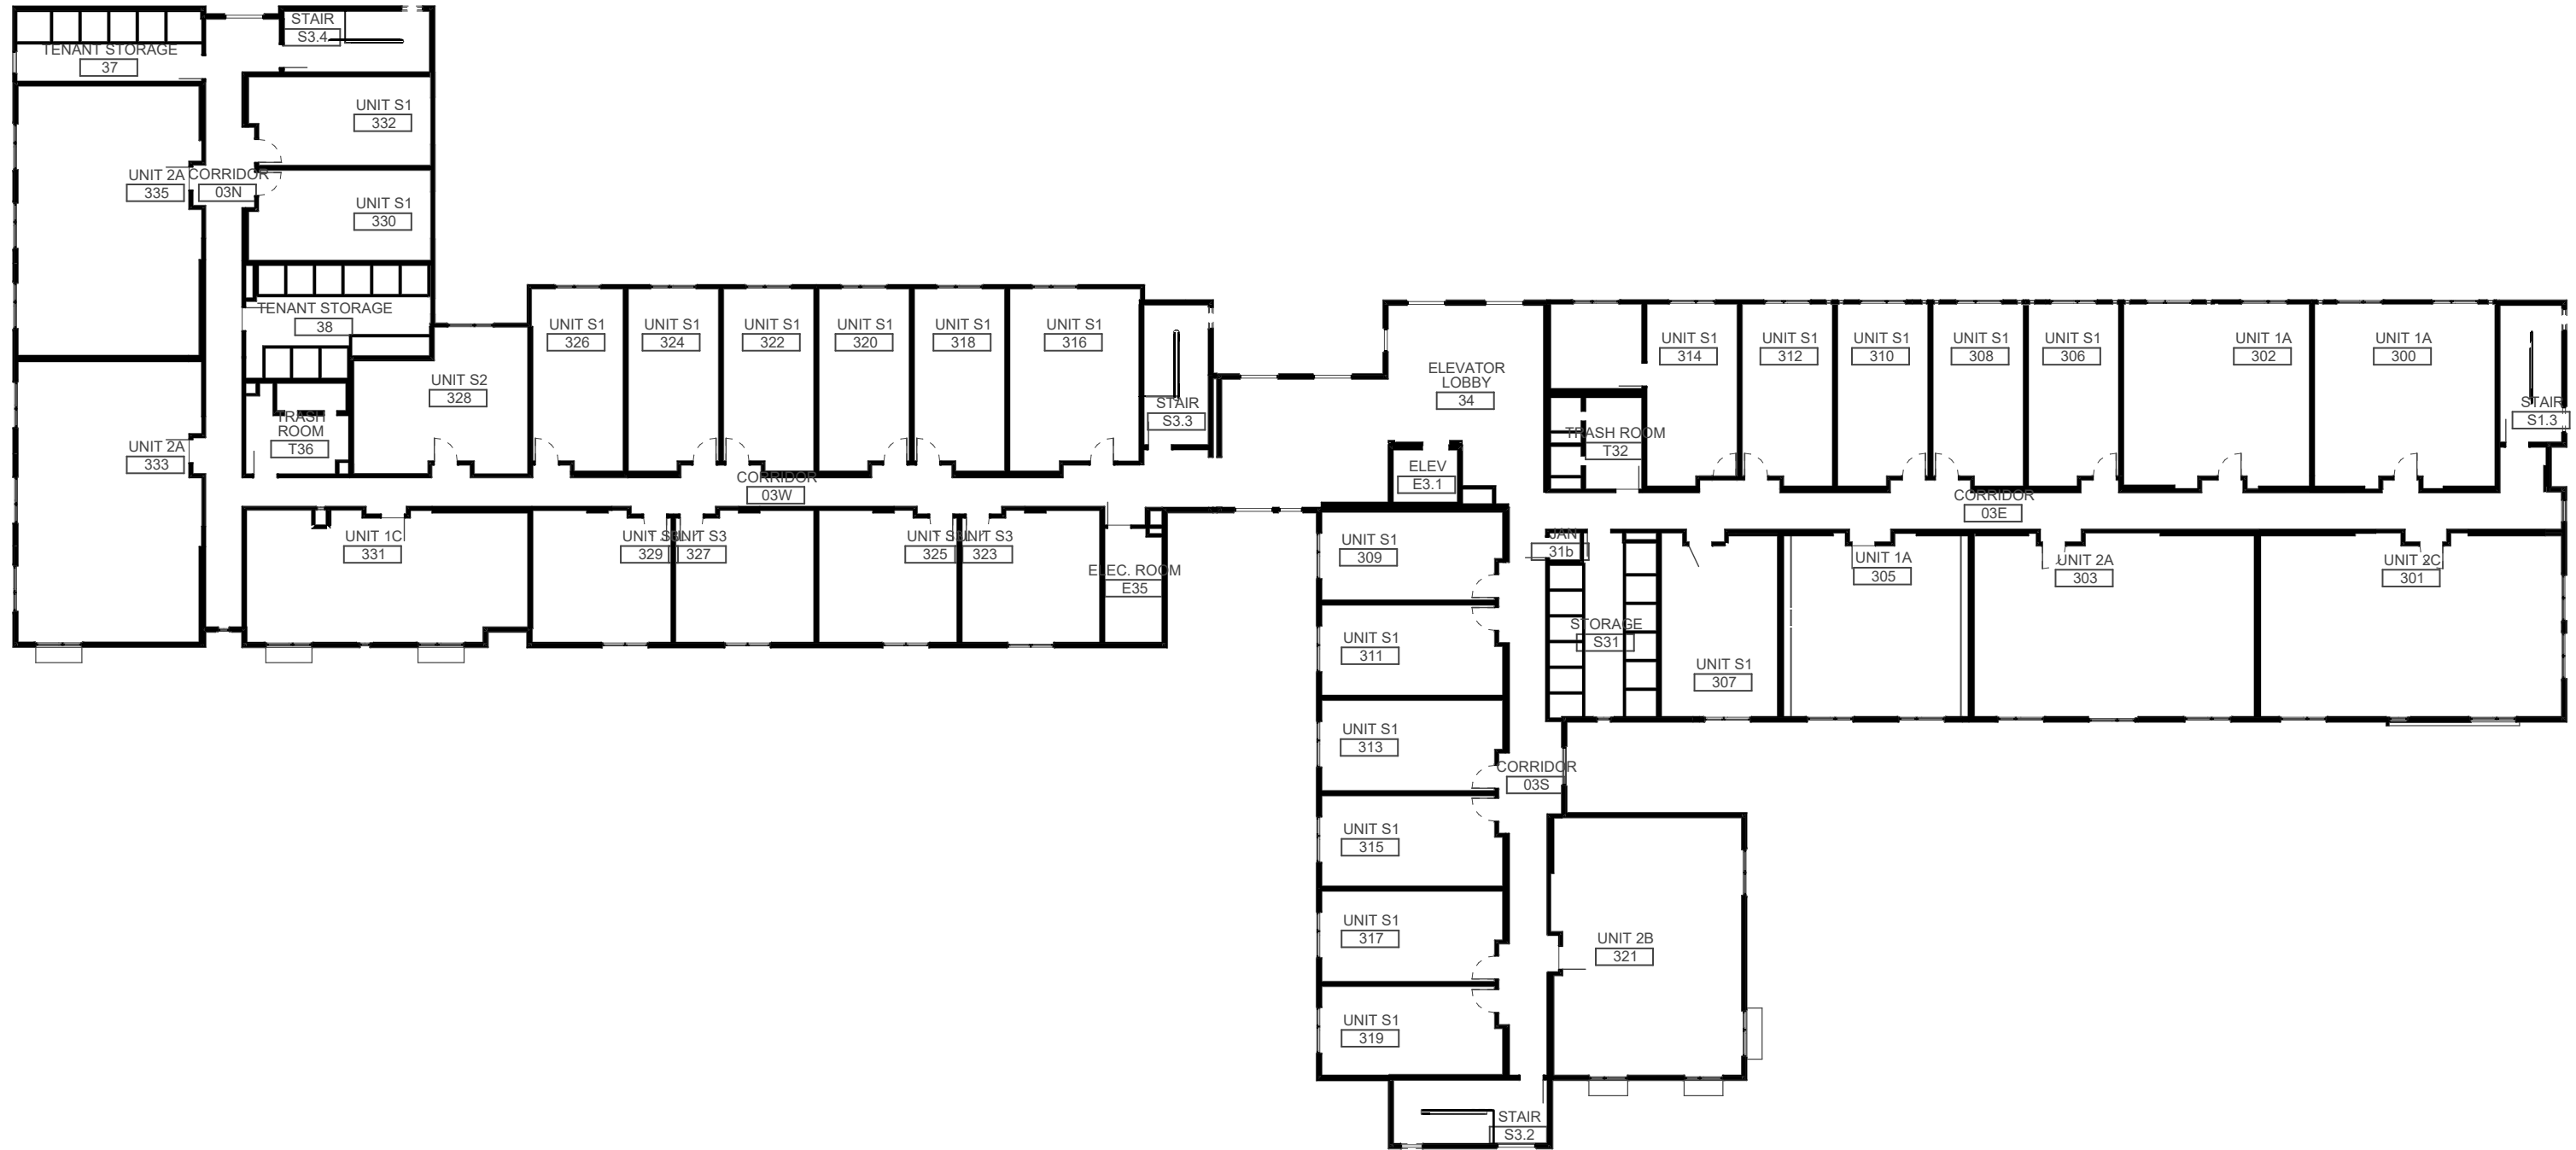 STAIR
S3.4
TENANT STORAGE
37
UNIT S1
332
UNIT 2A
335
CORRIDOR
03N
UNIT S1
330
TENANT STORAGE
38
UNIT S2
328
TRASH
ROOM
T36
UNIT 2A
333
UNIT S1
326
UNIT S1
324
UNIT S1
322
UNIT S1
320
UNIT S1
318
UNIT S1
316
STAIR
S3.3
CORRIDOR
03W
UNIT 1C
331
329
UNIT S3
327
325
UNIT S3
323
ELEC. ROOM
E35
ELEVATOR
LOBBY
34
ELEV
E3.1
TRASH ROOM
T32
UNIT S1
314
UNIT S1
312
UNIT S1
310
UNIT S1
308
UNIT S1
306
UNIT 1A
302
UNIT 1A
300
STAIR
S1.3
CORRIDOR
03E
JAN
31b
UNIT 1A
305
UNIT 2A
303
UNIT 2C
301
STORAGE
S31
UNIT S1
307
UNIT S1
309
UNIT S1
311
UNIT S1
313
CORRIDOR
03S
UNIT S1
315
UNIT S1
317
UNIT 2B
321
UNIT S1
319
STAIR
S3.2